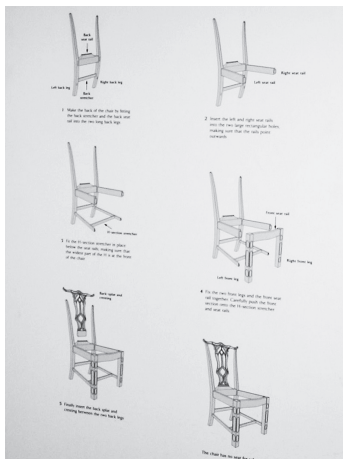 Back
seat rail
Left back leg
Right back leg
Back
stretcher
1 Make the back of the chair by fitting
the back stretcher and the back seat
rail into the two long back legs.
Right seat rail
Left seat rail
2 Insert the left and right seat rails
into the two large rectangular holes,
making sure that the rails point
outwards.
H-section stretcher
3 Fix the H-section stretcher in place
below the seat rails, making sure that
the widest part of the H is at the front
of the chair.
Front seat rail
Right front leg
Left front leg
4 Fix the two front legs and the front seat
rail together. Carefully push the front
section onto the H-section stretcher
and seat rails.
Back splat and
cresting
5 Finally insert the back splat and
cresting between the two back legs.
The chair has no seat